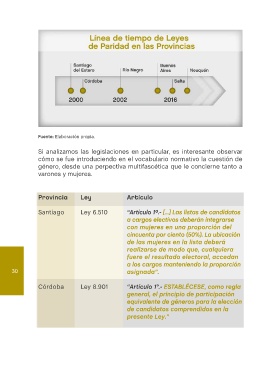 Línea de tiempo de Leyes
de Paridad en las Provincias
Santiago
del Estero
Río Negro
Buenos
Aires
Neuquén
Córdoba
Salta
2000
2002
2016
Fuente: Elaboración propia.
Si analizamos las legislaciones en particular, es interesante observar
cómo se fue introduciendo en el vocabulario normativo la cuestión de
género, desde una perpectiva multifascética que le concierne tanto a
varones y mujeres.
Provincia Ley Artículo
Santiago Ley 6.510 "Artículo 1º.- [...] Las listas de candidatos
a cargos electivos deberán integrarse
con mujeres en una proporción del
cincuenta por ciento (50%). La ubicación
de las mujeres en la lista deberá
realizarse de modo que, cualquiera
fuere el resultado electoral, accedan
a los cargos manteniendo la proporción
asignada".
30
Córdoba Ley 8.901 "Artículo 1º.- ESTABLÉCESE, como regla
general, el principio de participación
equivalente de géneros para la elección
de candidatos comprendidos en la
presente Ley."